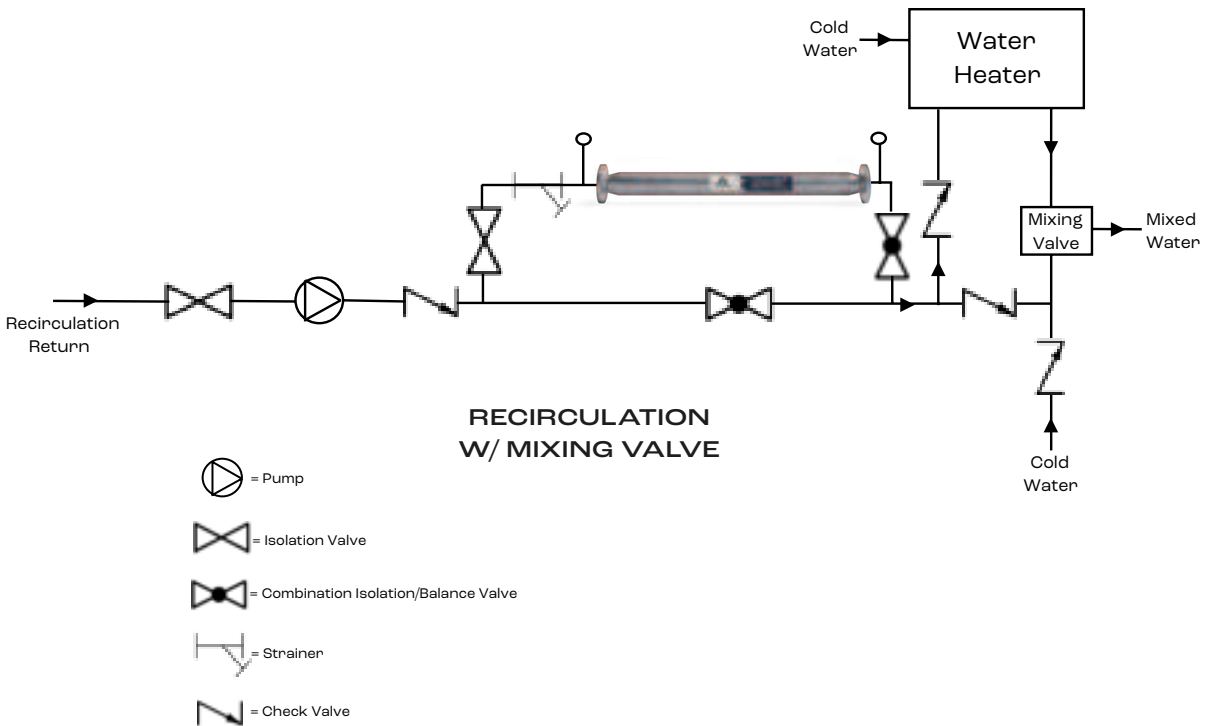 Cold
Water
Water
Heater
Mixing
Valve
Mixed
Water
Recirculation
Return
Cold
Water
RECIRCULATION
W/ MIXING VALVE
= Pump
= Isolation Valve
= Combination Isolation/Balance Valve
= Strainer
= Check Valve